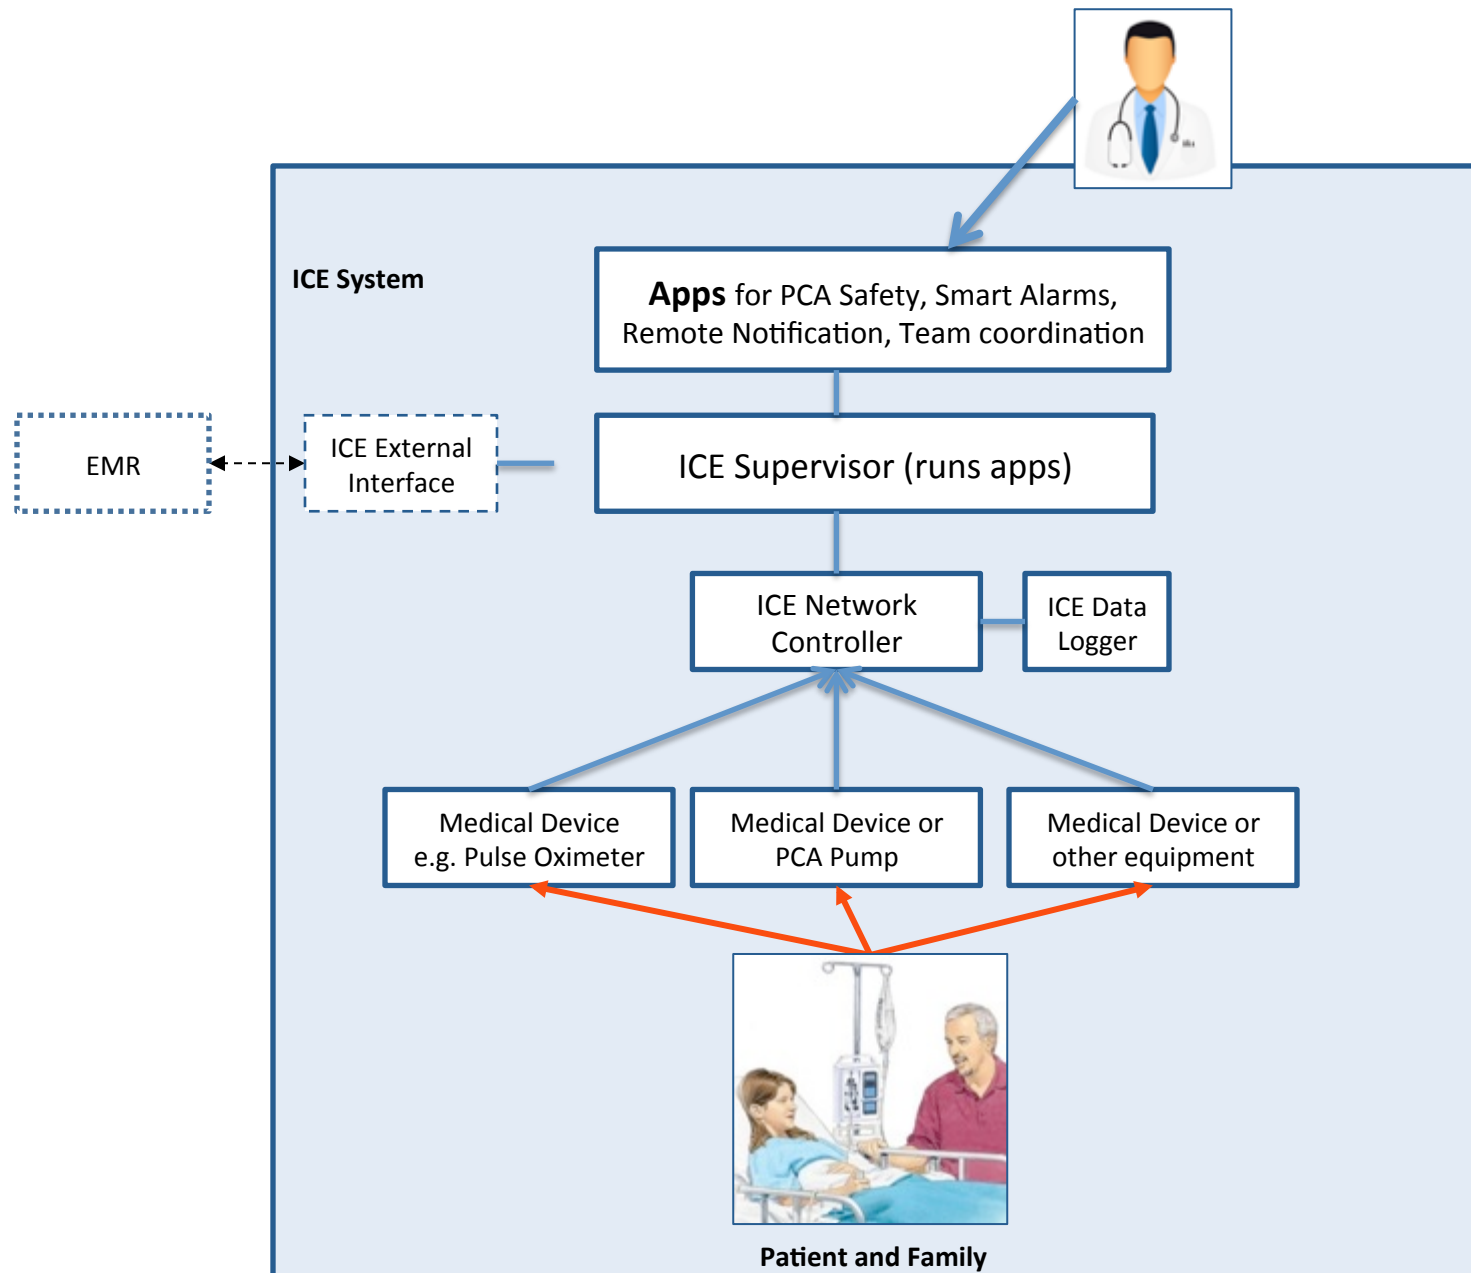 ICE System
Apps for PCA Safety, Smart Alarms,
Remote Notification, Team coordination
EMR
ICE External
Interface
ICE Supervisor (runs apps)
ICE Network
Controller
ICE Data
Logger
Medical Device
e.g. Pulse Oximeter
Medical Device or
PCA Pump
Medical Device or
other equipment
Patient and Family